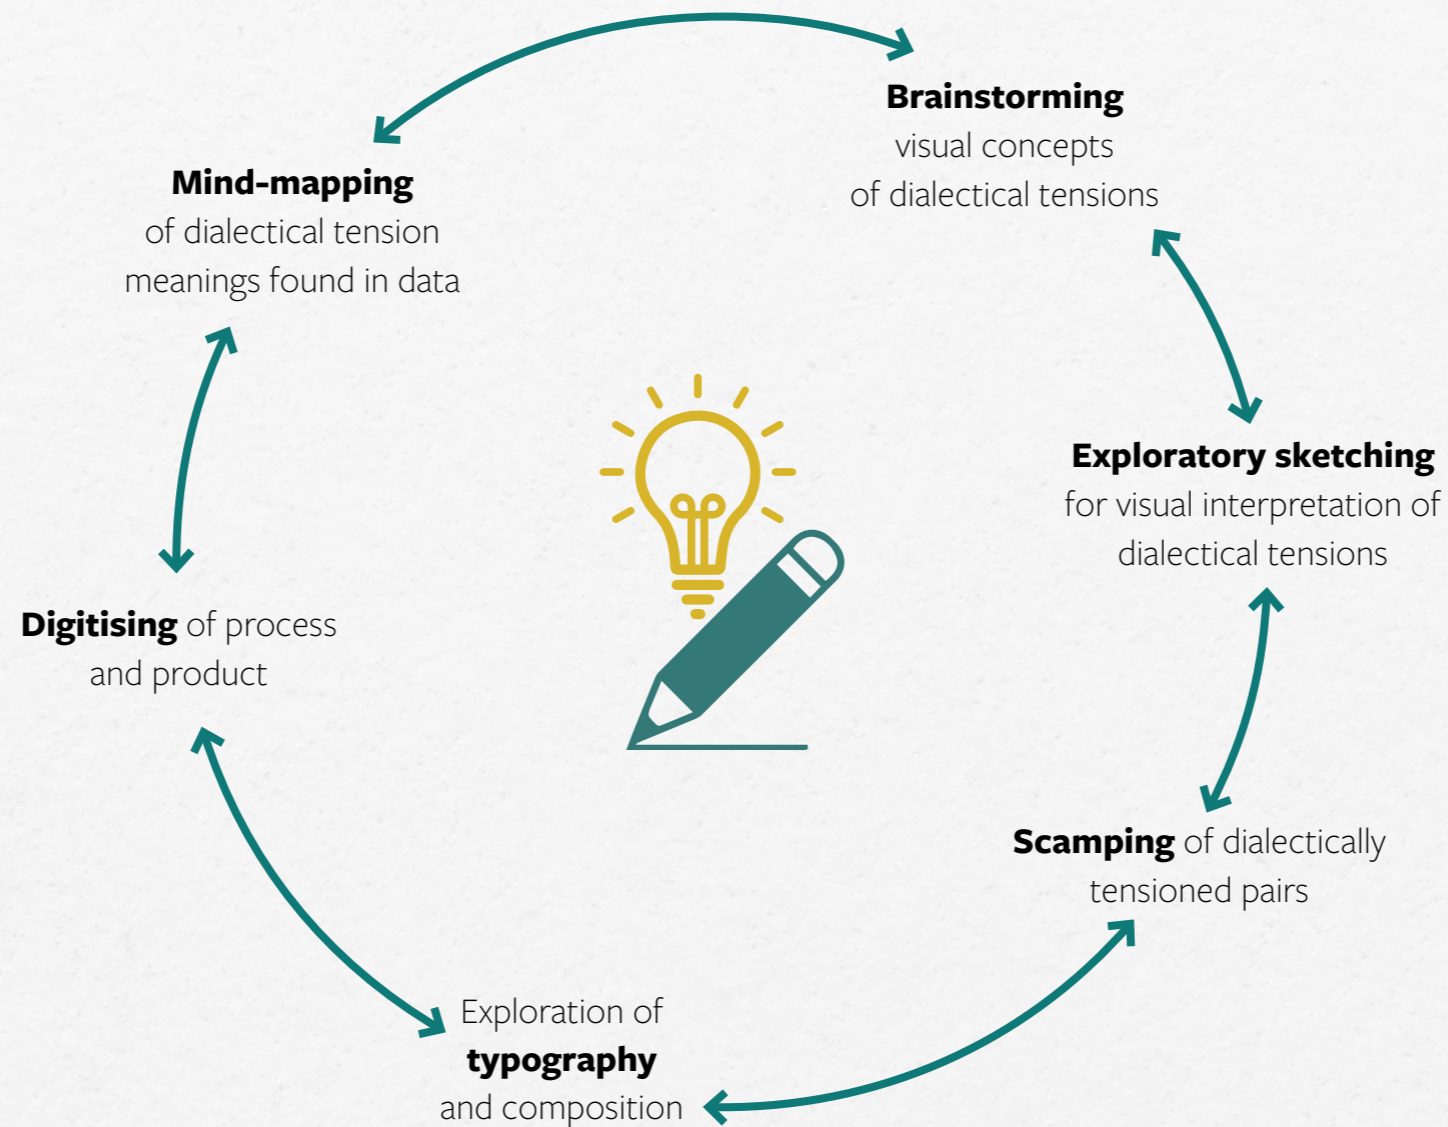 Brainstorming
visual concepts
of dialectical tensions
Mind-mapping
of dialectical tension
meanings found in data
Exploratory sketching
for visual interpretation of
dialectical tensions
Digitising of process
and product
Scamping of dialectically
tensioned pairs
Exploration of
typography
and composition